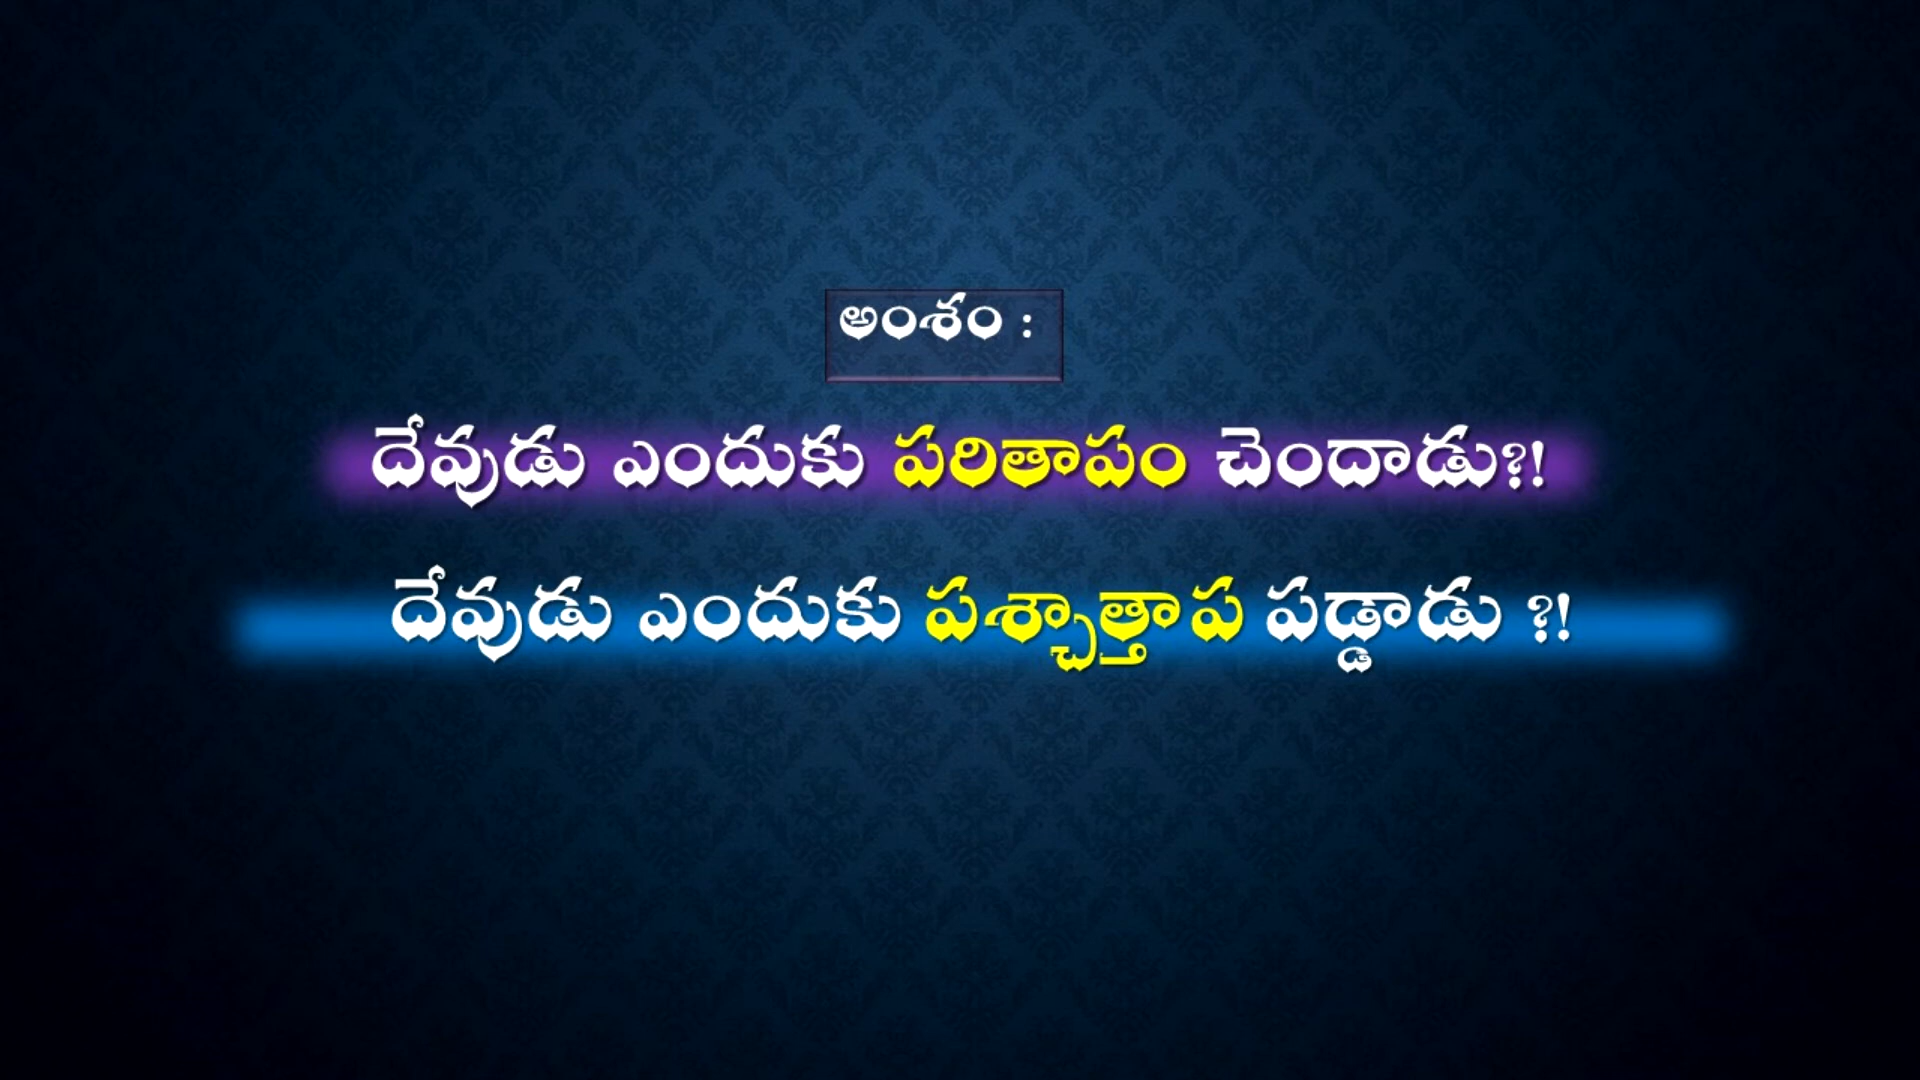 అంశం :
దేవుడు ఎందుకు పరితాపం చెందాడు?!
దేవుడు ఎందుకు పశ్చాత్తాప పడ్డాడు ?!